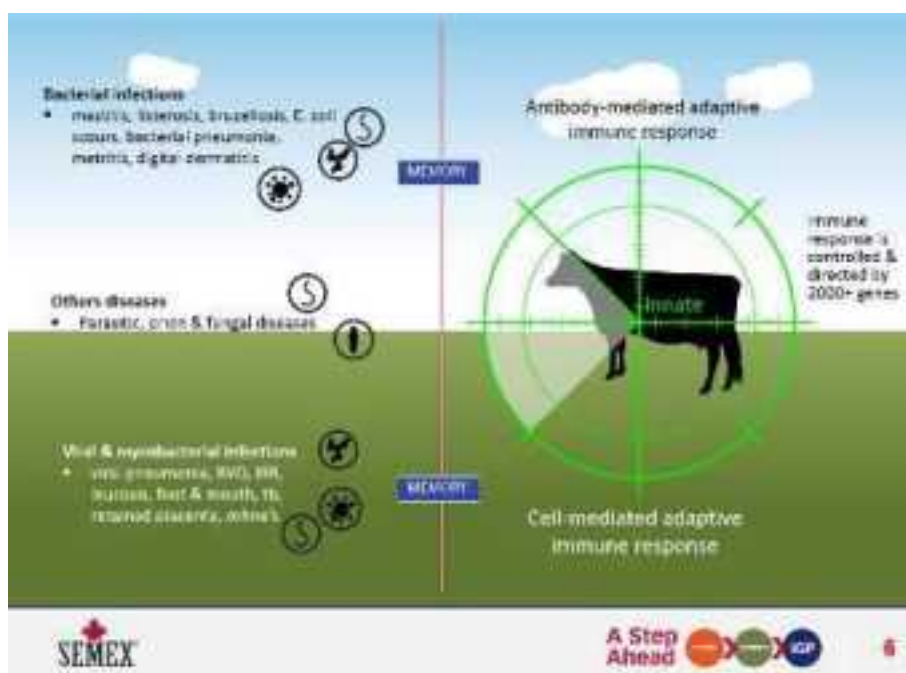 Bacterial infections
• mastitis, listerosis, brucellosis, E. coli
scours, bacterial pneumonia,
metritis, digital dermatitis
MEMORY
Antibody-mediated adaptive
immune response
Immune
response is
controlled &
directed by
2000+ genes
Innate
Others diseases
• Parasitic, prion & fungal diseases
Viral & mycobacterial infections
• viral pneumonia, BVD, IBR,
leucosis, foot & mouth, tb,
retained placenta, Johne's
MEMORY
Cell-mediated adaptive
immune response
SEMEX
A Step
Ahead
IGP
6